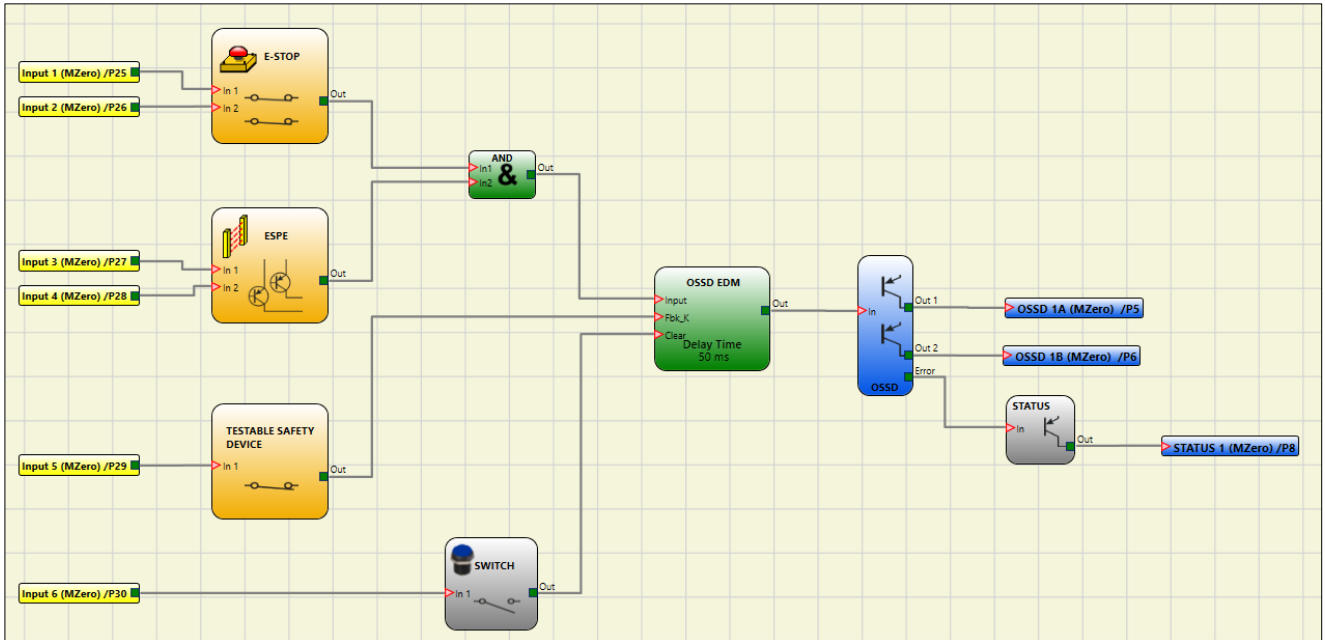 E-STOP
Input 1 (MZero) /P25
In 1
Out
Input 2 (MZero) /P26
In 2
AND
In1
&
Out
In2
ESPE
Input 3 (MZero) /P27
In 1
Out
Input 4 (MZero) /P28
In 2
OSSD EDM
Input
Out
Fbk_K
Clear
Delay Time
50 ms
In
Out 1
OSSD 1A (MZero) /P5
Out 2
OSSD 1B (MZero) /P6
Error
OSSD
STATUS
In
Out
STATUS 1 (MZero) /P8
TESTABLE SAFETY
DEVICE
Input 5 (MZero) /P29
In 1
Out
SWITCH
Input 6 (MZero) /P30
In 1
Out